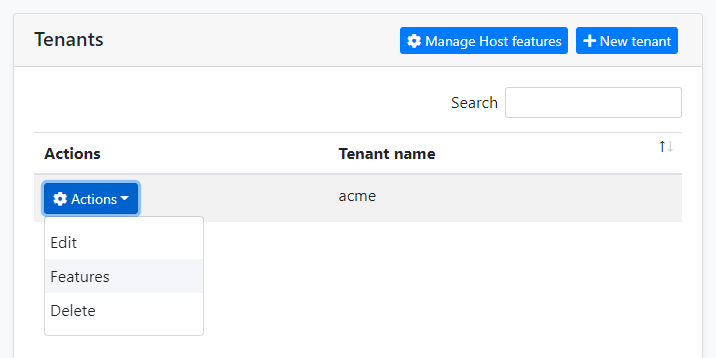 Tenants
Manage Host features
New tenant
Search
Actions Tenant name
Actions acme
Edit
Features
Delete